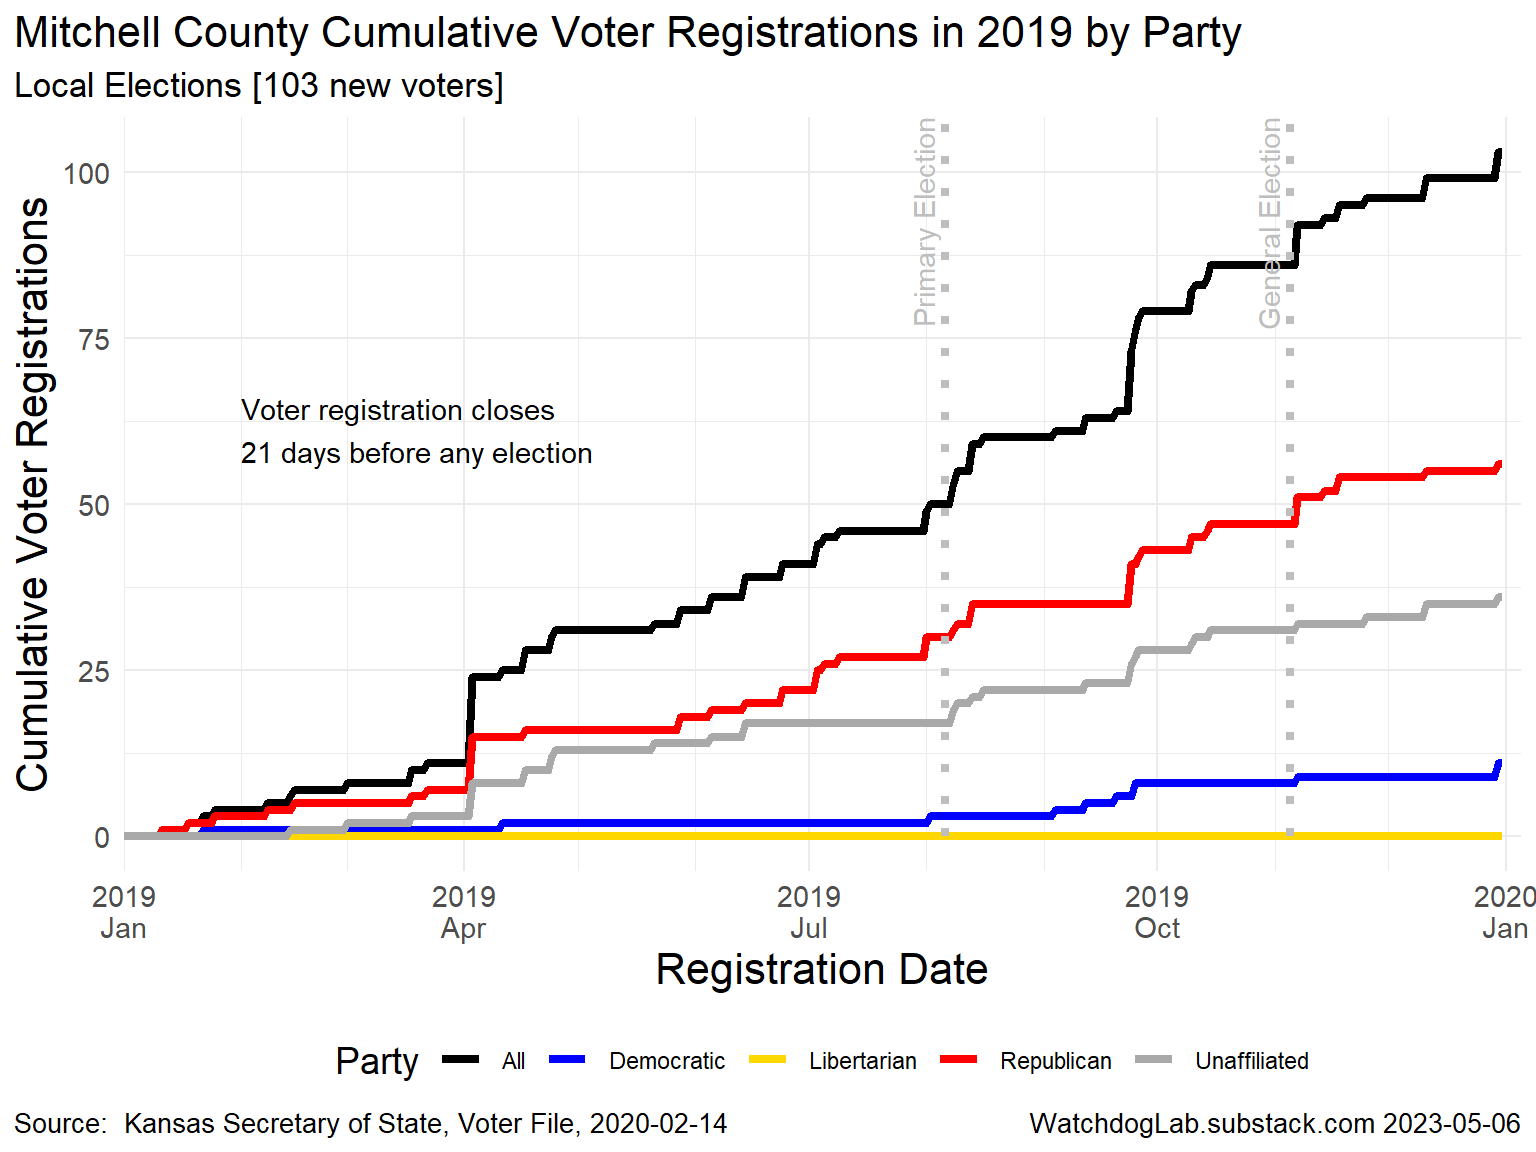 Mitchell County Cumulative Voter Registrations in 2019 by Party
Local Elections [103 new voters]
Cumulative Voter Registrations
100
75
50
25
0
Primary Election
General Election
Voter registration closes
21 days before any election
2019 2019 2019 2019 2020
Jan Apr Jul Oct Jan
Registration Date
Party All Democratic Libertarian Republican Unaffiliated
Source: Kansas Secretary of State, Voter File, 2020-02-14
WatchdogLab.substack.com 2023-05-06